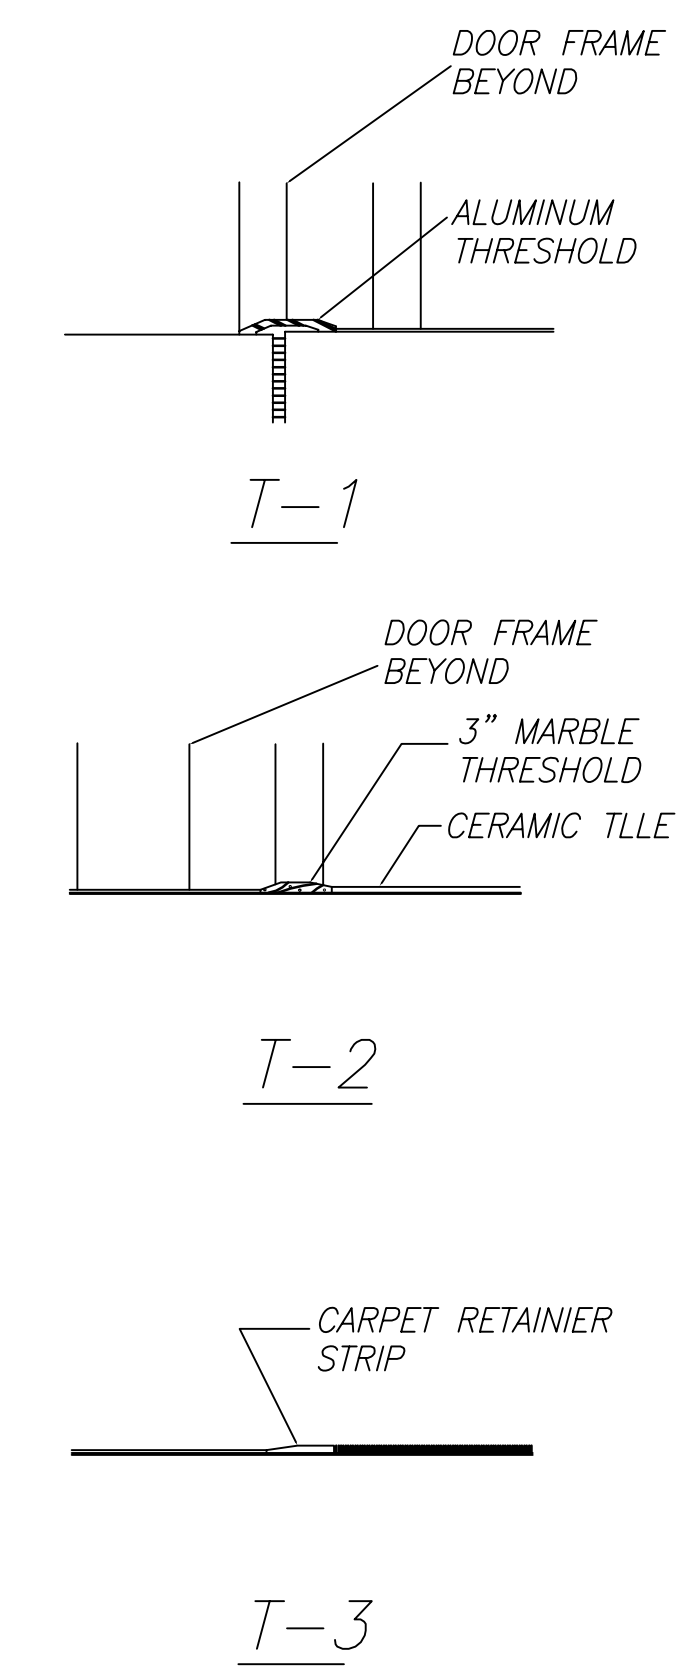 DOOR FRAME
BEYOND
ALUMINUM
THRESHOLD
T-1
DOOR FRAME
BEYOND
3" MARBLE
THRESHOLD
CERAMIC TLLE
T-2
CARPET RETAINIER
STRIP
T-3